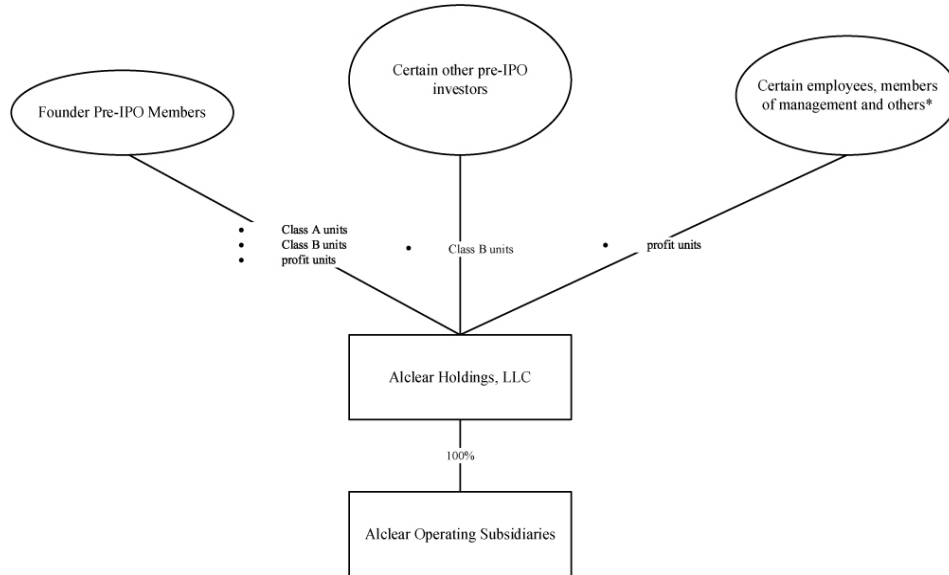 Certain other pre-IPO
investors
Founder Pre-IPO Members
Certain employees, members
of management and others*
• Class A units
• Class B units
• profit units
• Class B units
• profit units
Alclear Holdings, LLC
100%
Alclear Operating Subsidiaries